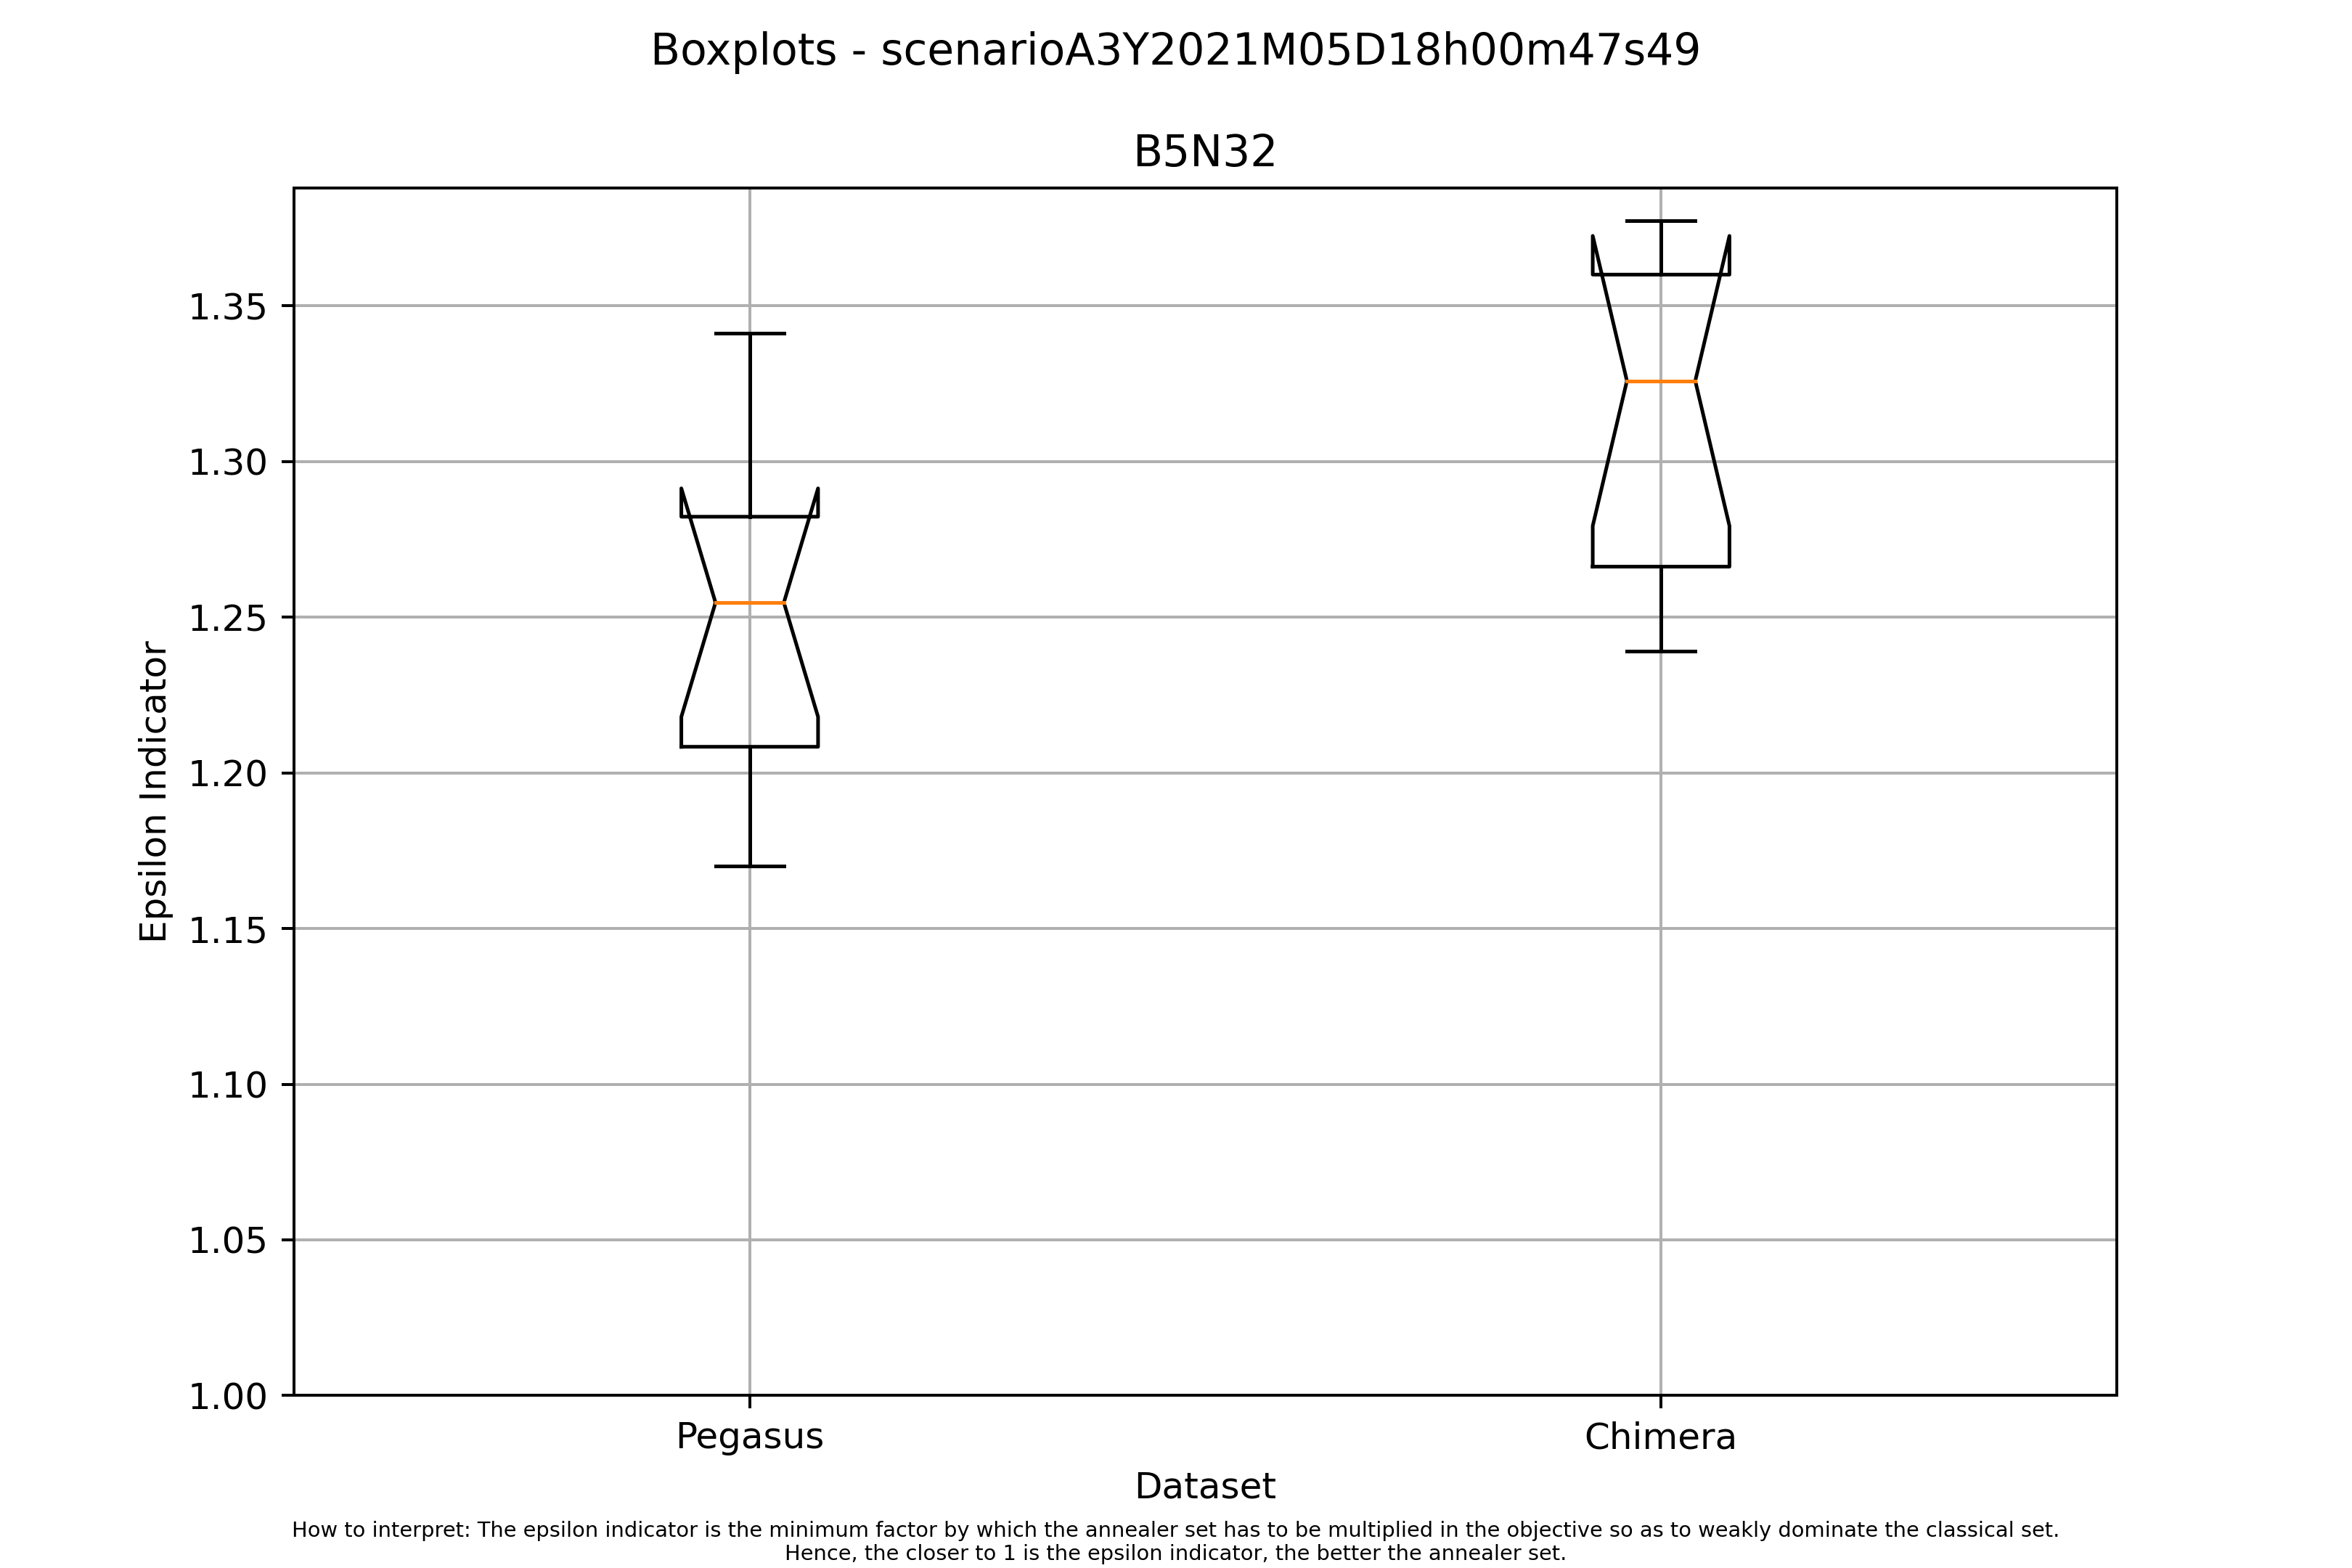 Boxplots - scenarioA3Y2021M05D18h00m47s49
B5N32
Epsilon Indicator
1.35
1.30
1.25
1.20
1.15
1.10
1.05
1.00
Pegasus
Chimera
Dataset
How to interpret: The epsilon indicator is the minimum factor by which the annealer set has to be multiplied in the objective so as to weakly dominate the classical set.
Hence, the closer to 1 is the epsilon indicator, the better the annealer set.